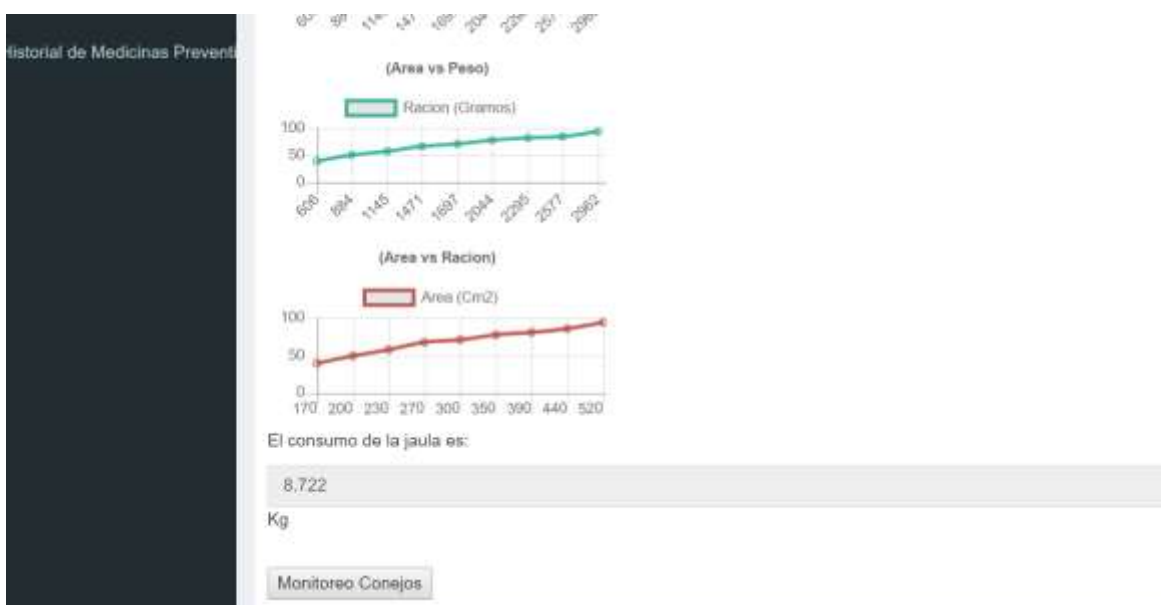 Historial de Medicinas Preventi
(Area vs Peso)
Racion (Gramos)
100
50
0
606 884 1145 1471 1697 2044 2295 2577 2962
(Area vs Racion)
Area (Cm2)
100
50
0
170 200 230 270 300 350 390 440 520
El consumo de la jaula es:
8.722
Kg
Monitoreo Conejos